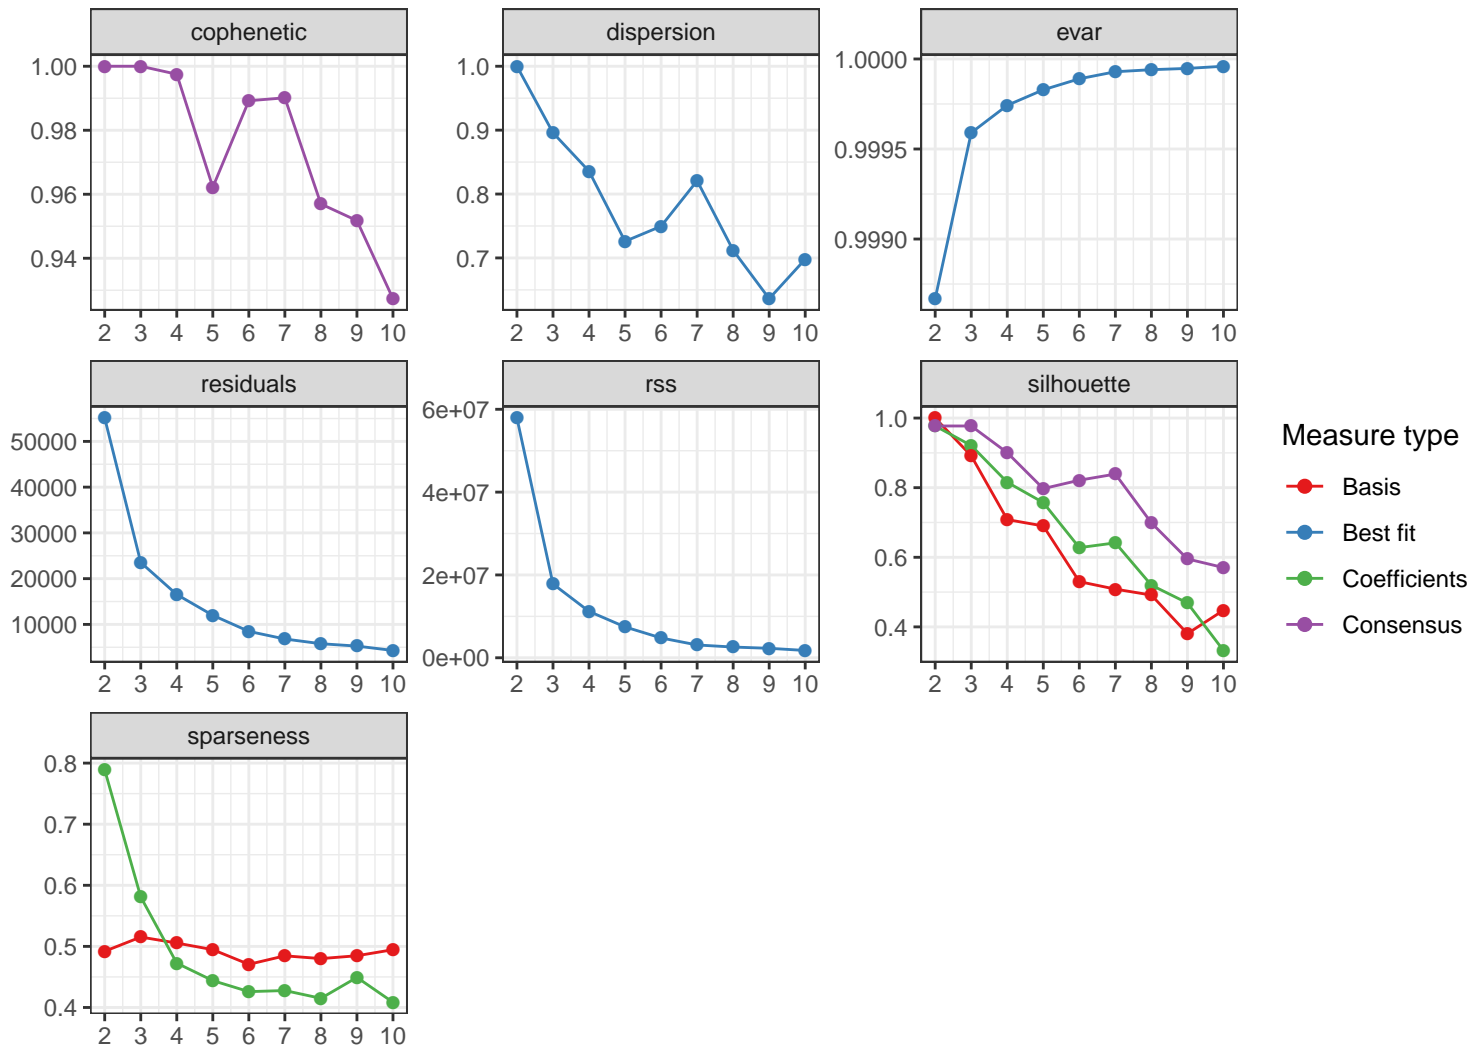 cophenetic
1.00
0.98
0.96
0.94
2 3 4 5 6 7 8 9 10
dispersion
1.0
0.9
0.8
0.7
2 3 4 5 6 7 8 9 10
evar
1.0000
0.9995
0.9990
2 3 4 5 6 7 8 9 10
residuals
50000
40000
30000
20000
10000
2 3 4 5 6 7 8 9 10
rss
6e+07
4e+07
2e+07
0e+00
2 3 4 5 6 7 8 9 10
silhouette
1.0
0.8
0.6
0.4
2 3 4 5 6 7 8 9 10
Measure type
Basis
Best fit
Coefficients
Consensus
sparseness
0.8
0.7
0.6
0.5
0.4
2 3 4 5 6 7 8 9 10